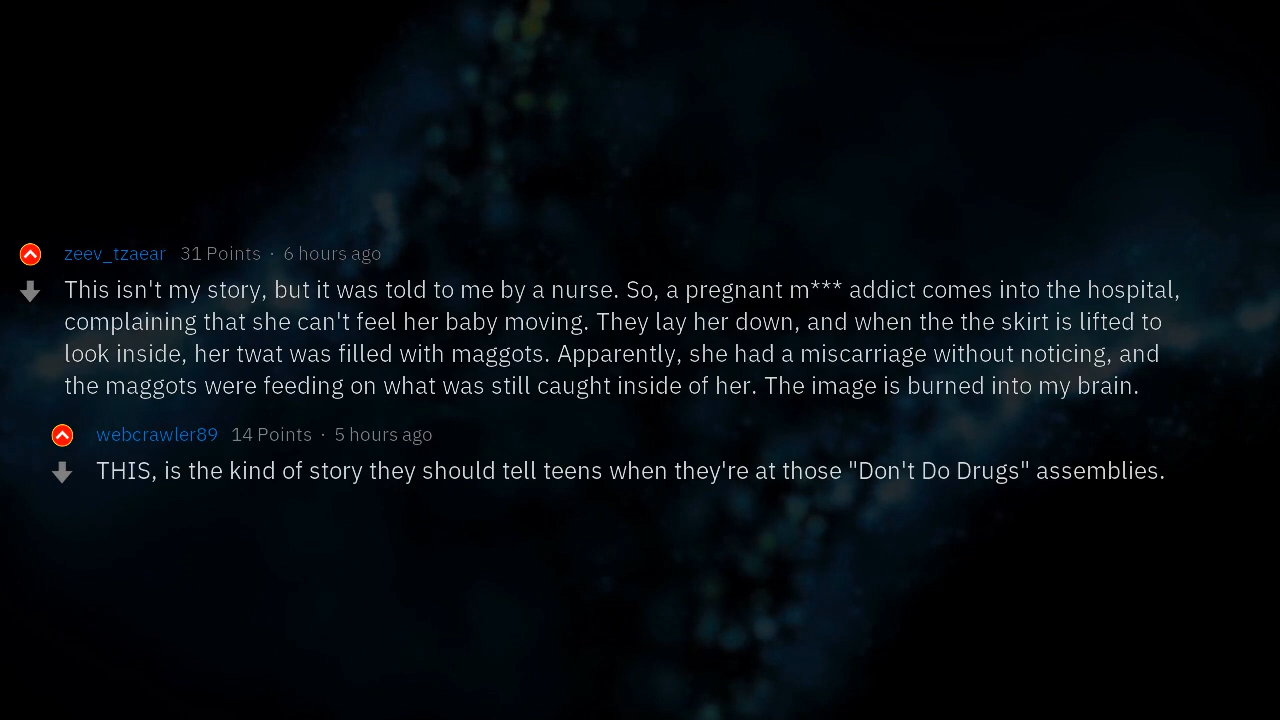 zeev_tzaear 31 Points · 6 hours ago
This isn't my story, but it was told to me by a nurse. So, a pregnant m*** addict comes into the hospital,
complaining that she can't feel her baby moving. They lay her down, and when the the skirt is lifted to
look inside, her twat was filled with maggots. Apparently, she had a miscarriage without noticing, and
the maggots were feeding on what was still caught inside of her. The image is burned into my brain.
webcrawler89 14 Points · 5 hours ago
THIS, is the kind of story they should tell teens when they're at those "Don't Do Drugs" assemblies.